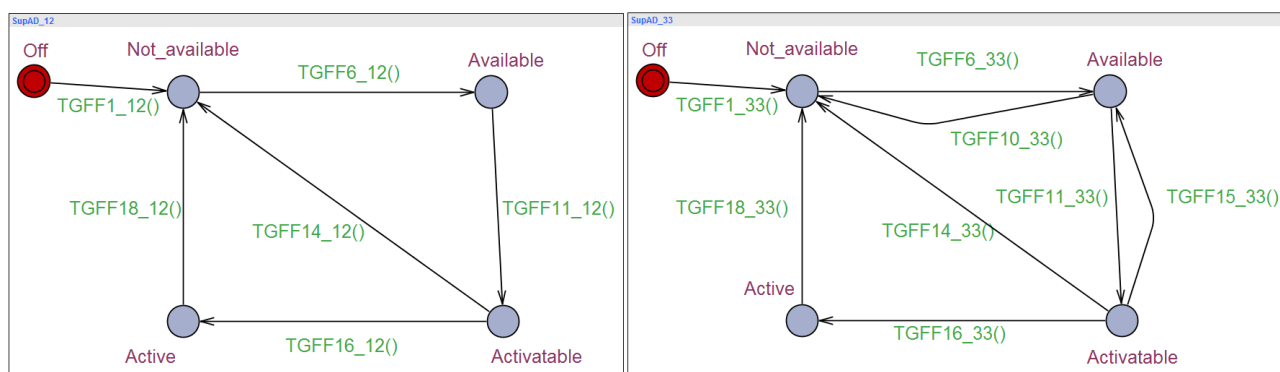 SupAD_12
Off
Not_available
Available
TGFF6_12()
TGFF1_12()
TGFF18_12()
TGFF11_12()
TGFF14_12()
TGFF16_12()
Active
Activatable
SupAD_33
Off
Not_available
Available
TGFF6_33()
TGFF1_33()
TGFF10_33()
TGFF18_33()
TGFF11_33()
TGFF15_33()
TGFF14_33()
Active
TGFF16_33()
Activatable